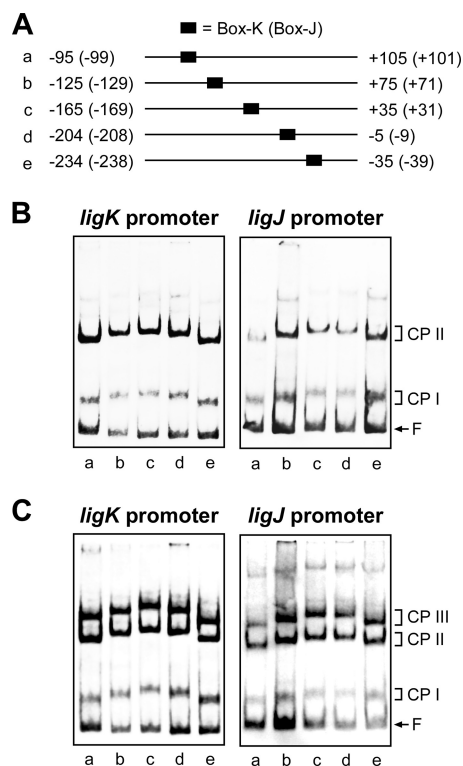 A
= Box-K (Box-J)
a -95 (-99) +105 (+101)
b -125 (-129) +75 (+71)
c -165 (-169) +35 (+31)
d -204 (-208) -5 (-9)
e -234 (-238) -35 (-39)
B
ligK promoter ligJ promoter
CP II
CP I
F
a b c d e a b c d e
C
ligK promoter ligJ promoter
CP III
CP II
CP I
F
a b c d e a b c d e